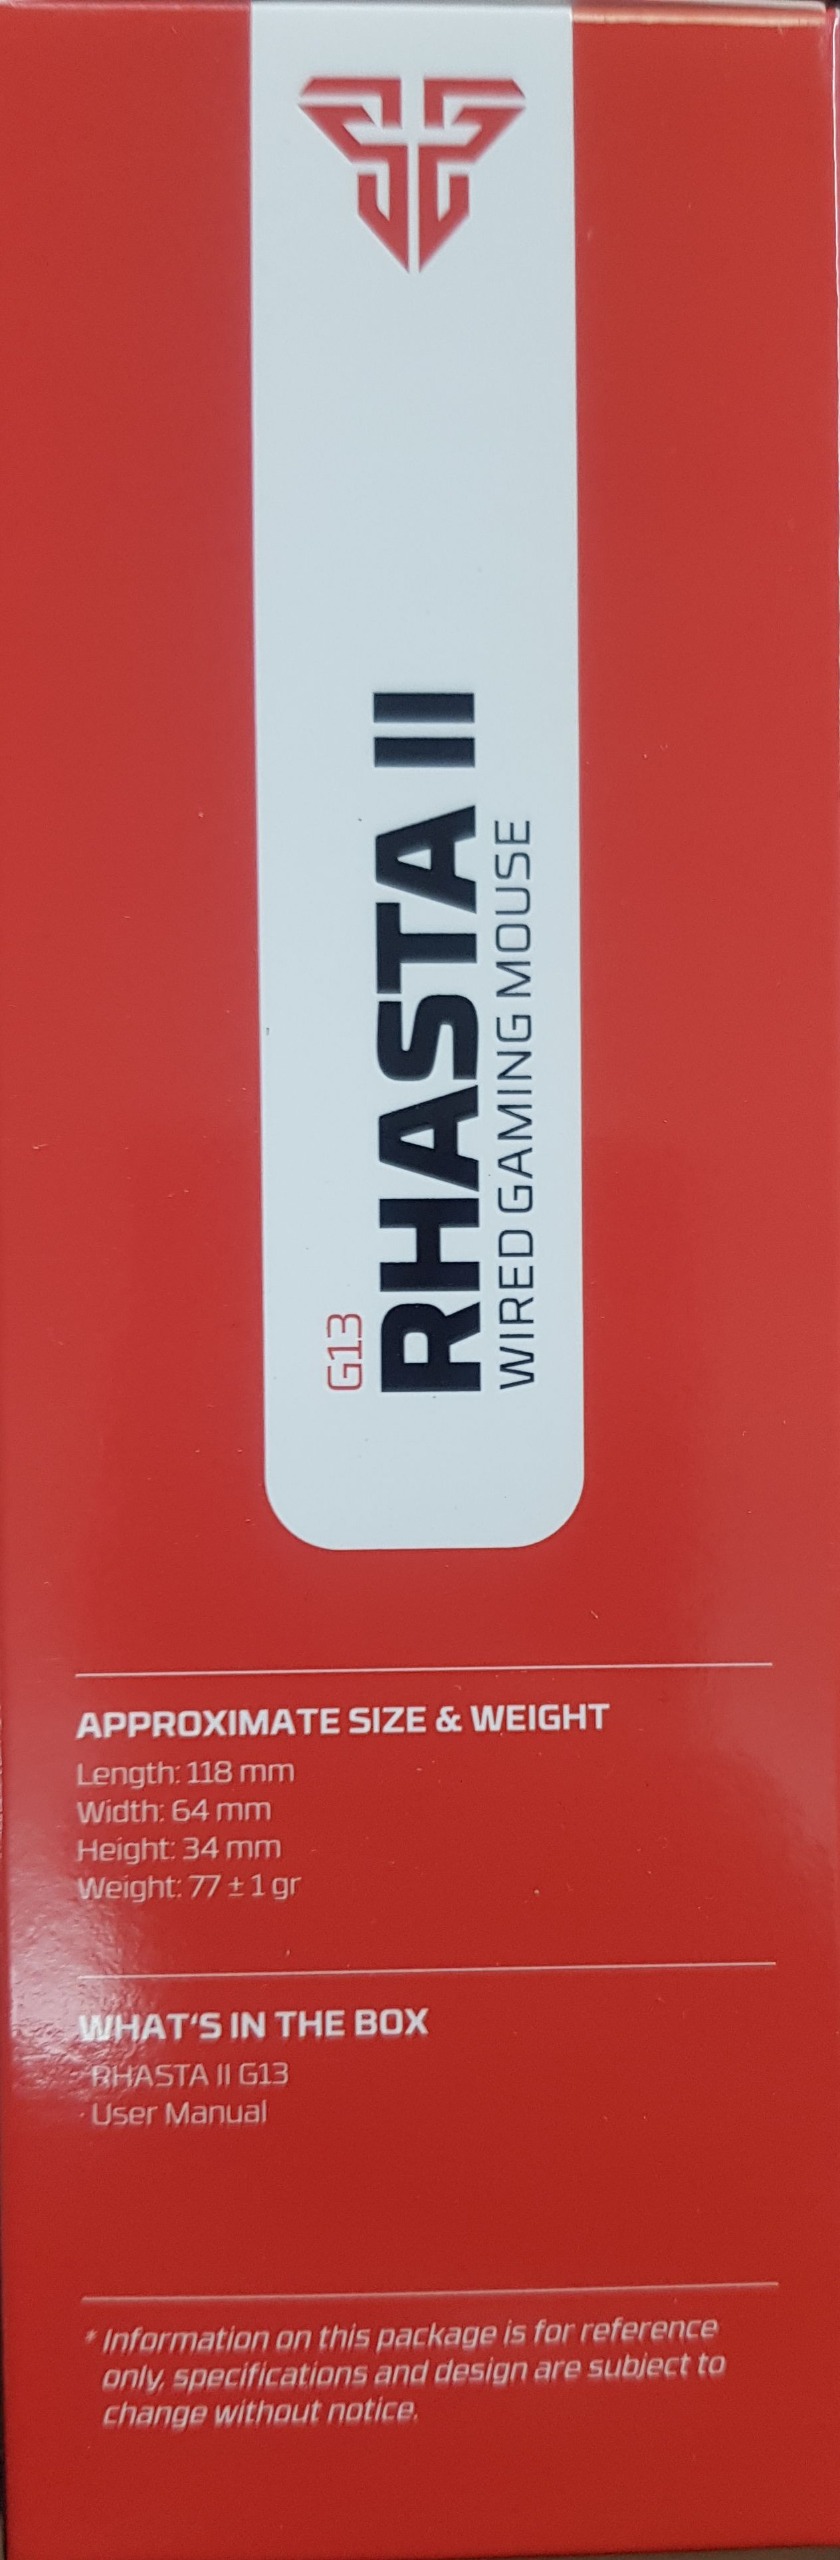 G13
RHASTA II
WIRED GAMING MOUSE
APPROXIMATE SIZE & WEIGHT
Length: 118 mm
Width: 64 mm
Height: 34 mm
Weight: 77 ± 1 gr
WHAT'S IN THE BOX
· RHASTA II G13
· User Manual
* Information on this package is for reference
only, specifications and design are subject to
change without notice.